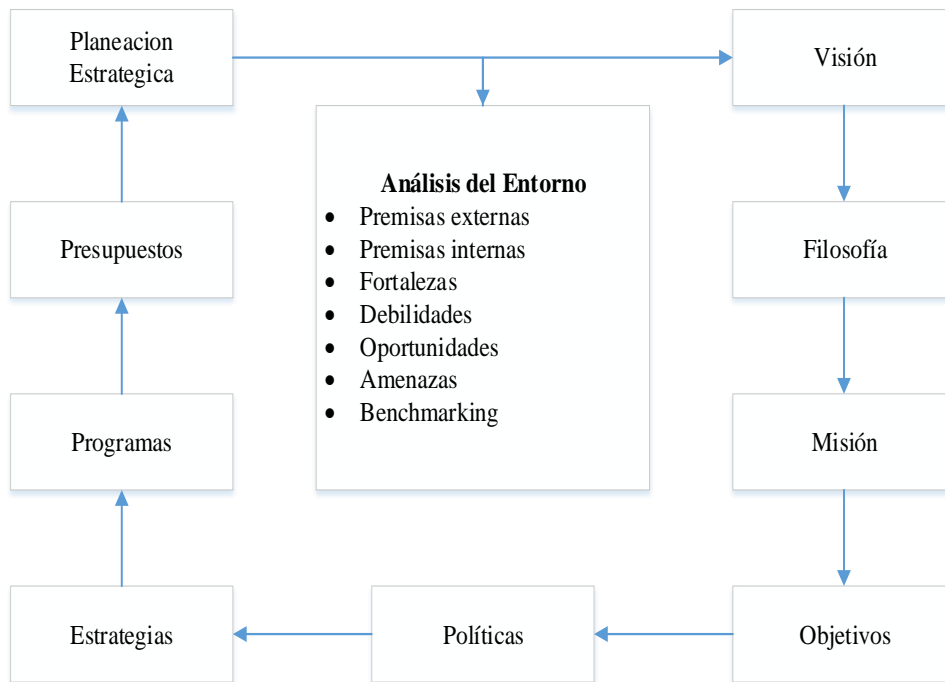 Planeacion
Estrategica
Visión
Análisis del Entorno
• Premisas externas
• Premisas internas
• Fortalezas
• Debilidades
• Oportunidades
• Amenazas
• Benchmarking
Presupuestos
Filosofía
Programas
Misión
Estrategias
Políticas
Objetivos